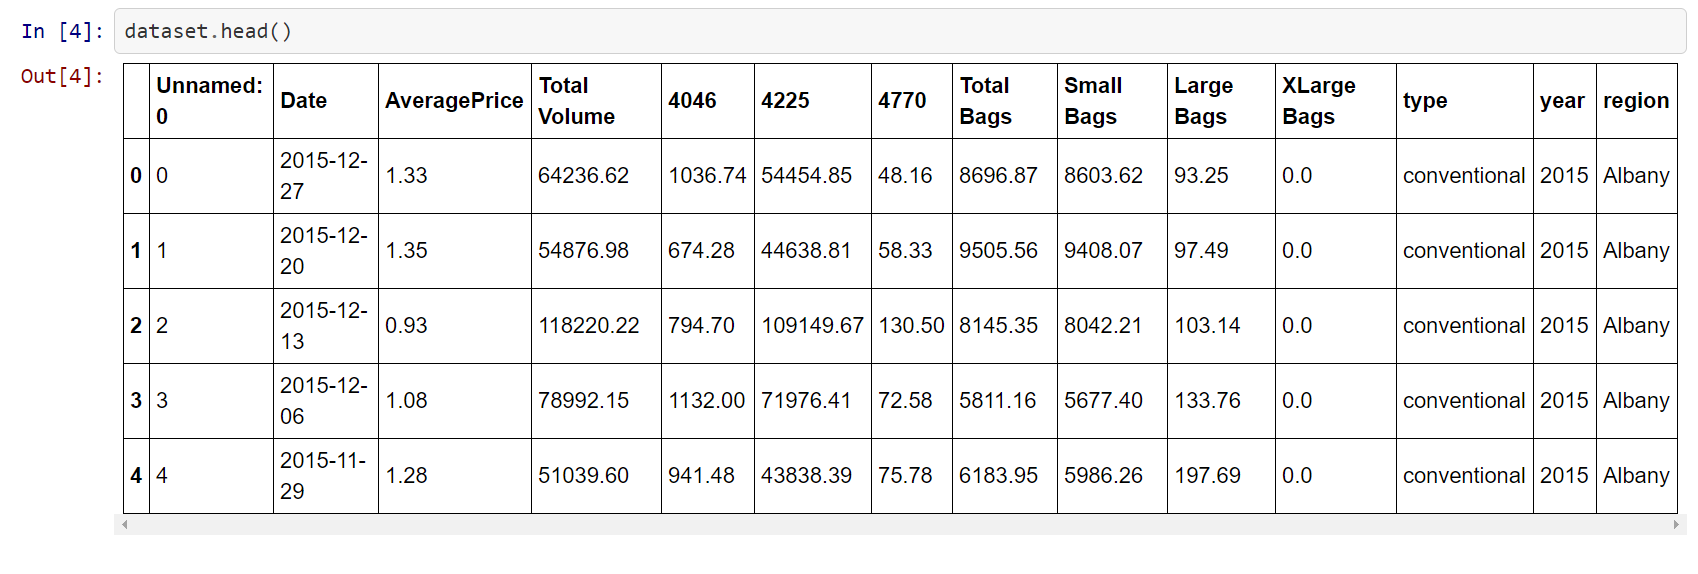 In [4]: dataset.head()
Out[4]:
Unnamed: 0 Date AveragePrice Total Volume 4046 4225 4770 Total Bags Small Bags Large Bags XLarge Bags type year region
0 0 2015-12-27 1.33 64236.62 1036.74 54454.85 48.16 8696.87 8603.62 93.25 0.0 conventional 2015 Albany
1 1 2015-12-20 1.35 54876.98 674.28 44638.81 58.33 9505.56 9408.07 97.49 0.0 conventional 2015 Albany
2 2 2015-12-13 0.93 118220.22 794.70 109149.67 130.50 8145.35 8042.21 103.14 0.0 conventional 2015 Albany
3 3 2015-12-06 1.08 78992.15 1132.00 71976.41 72.58 5811.16 5677.40 133.76 0.0 conventional 2015 Albany
4 4 2015-11-29 1.28 51039.60 941.48 43838.39 75.78 6183.95 5986.26 197.69 0.0 conventional 2015 Albany